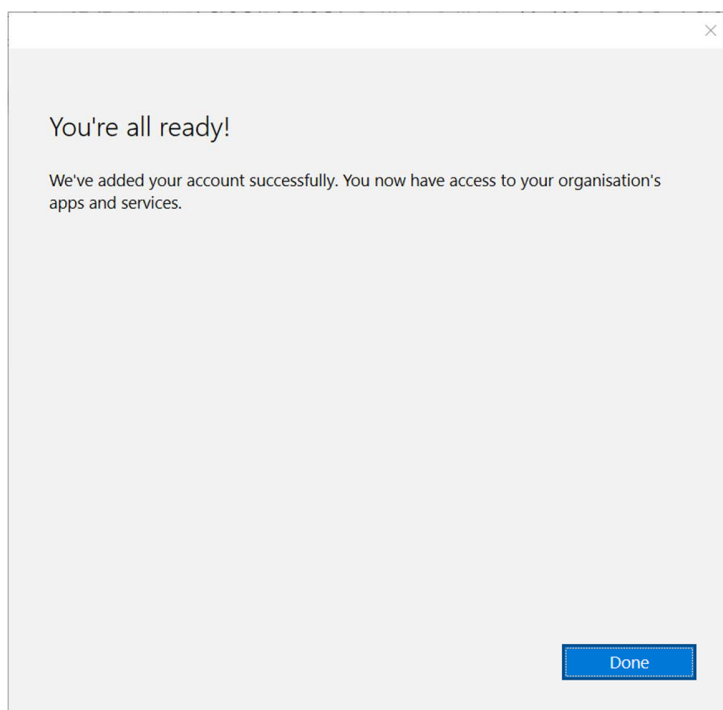 You're all ready!
We've added your account successfully. You now have access to your organisation's
apps and services.
Done